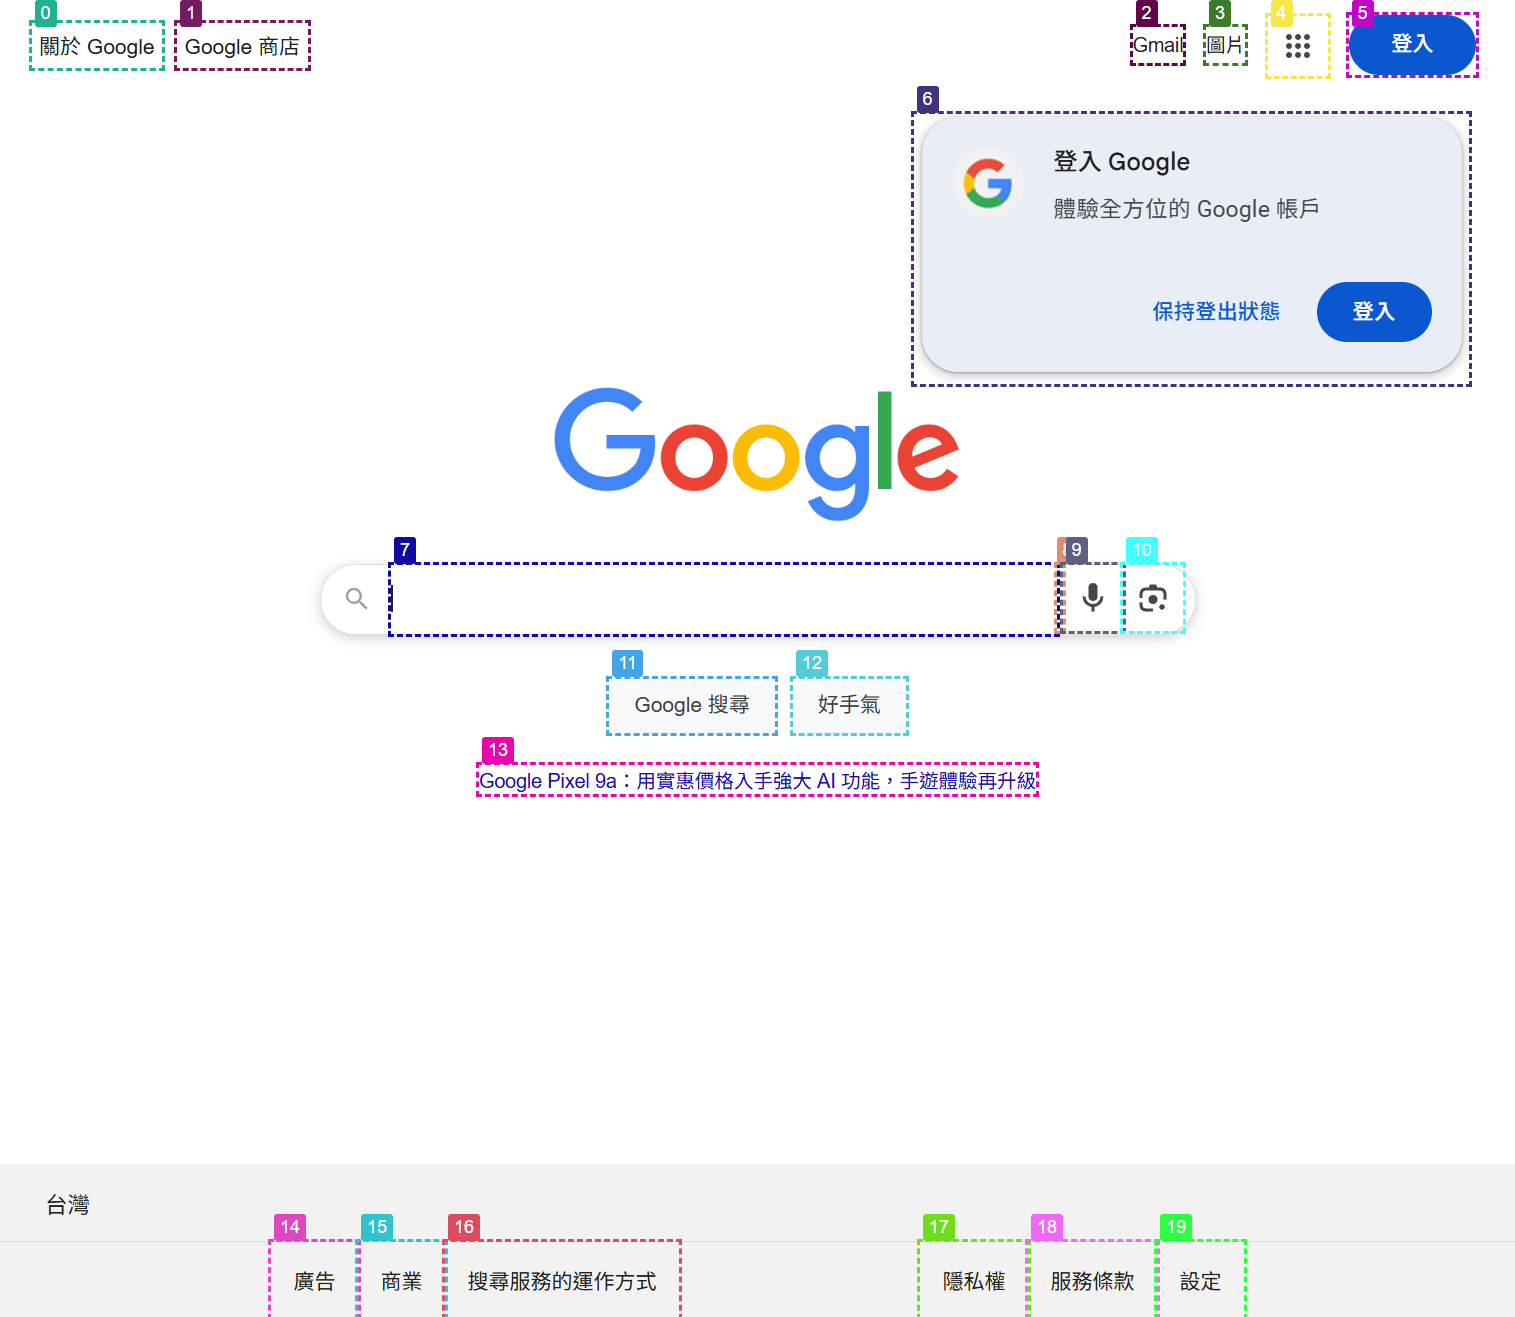 0
1
2
3
4
5
關於 Google
Google 商店
Gmail
圖片
登入
6
登入 Google
體驗全方位的 Google 帳戶
保持登出狀態
登入
Google
7
9
10
11
12
Google 搜尋
好手氣
13
Google Pixel 9a：用實惠價格入手強大 AI 功能，手遊體驗再升級
台灣
14
15
16
17
18
19
廣告
商業
搜尋服務的運作方式
隱私權
服務條款
設定